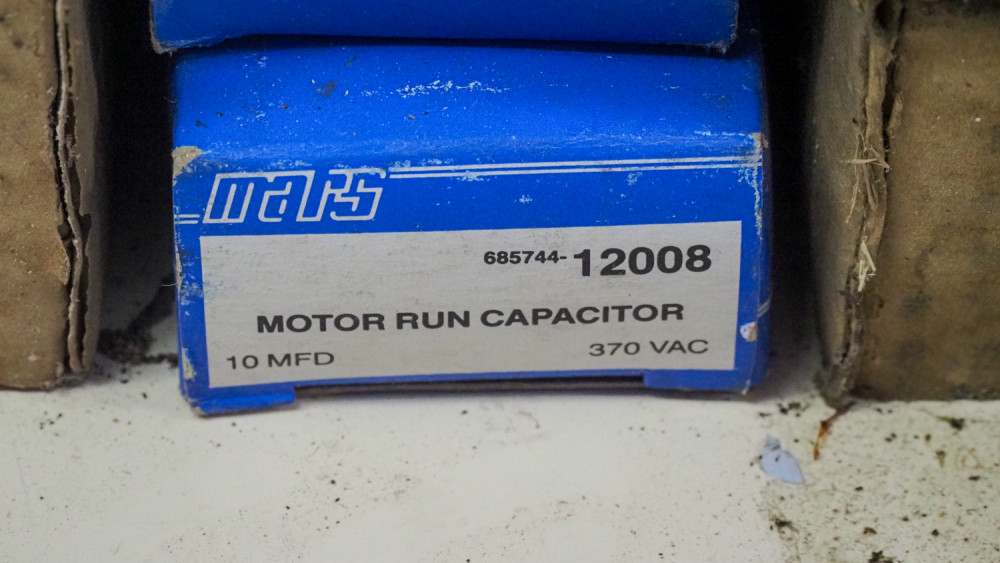 mars
685744-12008
MOTOR RUN CAPACITOR
10 MFD 370 VAC